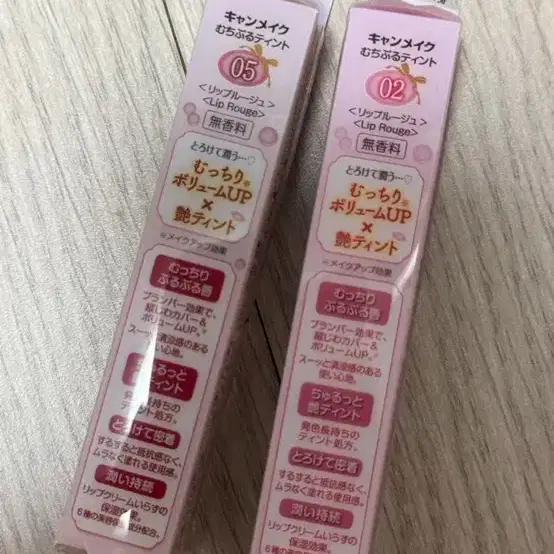 キャンメイク
むちぷるティント
05
<リップルージュ>
<Lip Rouge>
無香料
とろけて潤う…♡
むっちり※
ボリュームUP
×
艶ティント
※メイクアップ効果
むっちり
ぷるぷる唇
プランパー効果で、
縦じわカバー&
ボリュームUP。※
スーッと清涼感のある
使い心地。
ちゅるっと
艶ティント
発色長持ちの
ティント処方。
とろけて密着
するすると抵抗感なく、
ムラなく塗れる使用感。
潤い持続
リップクリームいらずの
保湿効果。
6種の美容保湿成分配合。
キャンメイク
むちぷるティント
02
<リップルージュ>
<Lip Rouge>
無香料
とろけて潤う…♡
むっちり※
ボリュームUP
×
艶ティント
※メイクアップ効果
むっちり
ぷるぷる唇
プランパー効果で、
縦じわカバー&
ボリュームUP。※
スーッと清涼感のある
使い心地。
ちゅるっと
艶ティント
発色長持ちの
ティント処方。
とろけて密着
するすると抵抗感なく、
ムラなく塗れる使用感。
潤い持続
リップクリームいらずの
保湿効果。
6種の美容